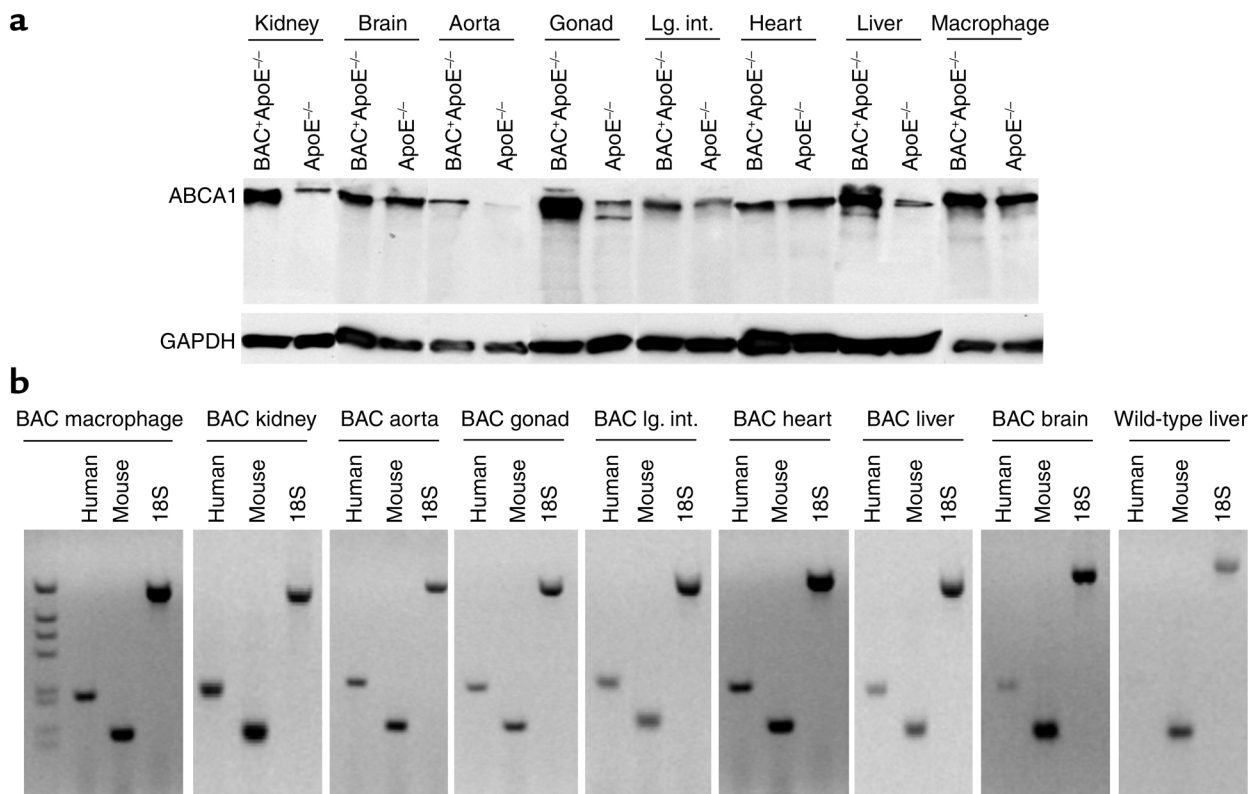 a
Kidney Brain Aorta Gonad Lg. int. Heart Liver Macrophage
BAC⁺ApoE⁻/⁻ ApoE⁻/⁻ BAC⁺ApoE⁻/⁻ ApoE⁻/⁻ BAC⁺ApoE⁻/⁻ ApoE⁻/⁻ BAC⁺ApoE⁻/⁻ ApoE⁻/⁻ BAC⁺ApoE⁻/⁻ ApoE⁻/⁻ BAC⁺ApoE⁻/⁻ ApoE⁻/⁻ BAC⁺ApoE⁻/⁻ ApoE⁻/⁻ BAC⁺ApoE⁻/⁻ ApoE⁻/⁻
ABCA1
GAPDH
b
BAC macrophage BAC kidney BAC aorta BAC gonad BAC lg. int. BAC heart BAC liver BAC brain Wild-type liver
Human Mouse 18S Human Mouse 18S Human Mouse 18S Human Mouse 18S Human Mouse 18S Human Mouse 18S Human Mouse 18S Human Mouse 18S Human Mouse 18S